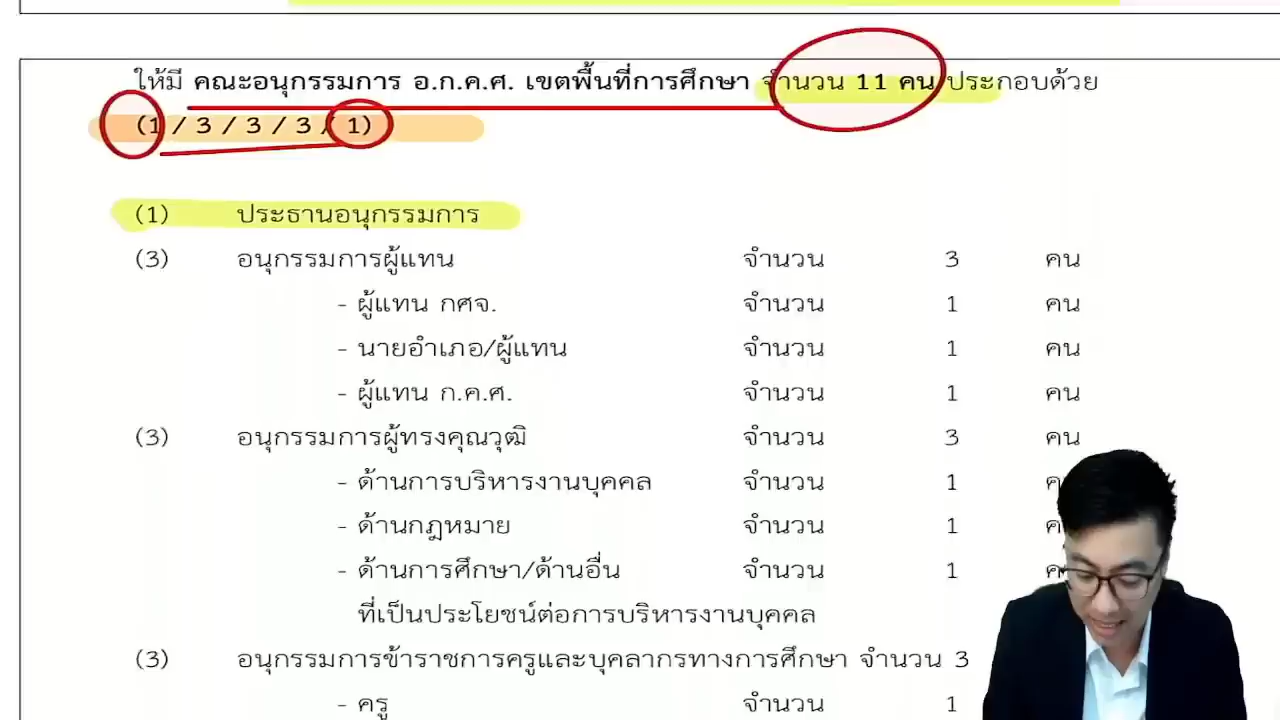 ให้มี คณะอนุกรรมการ อ.ก.ค.ศ. เขตพื้นที่การศึกษา จำนวน 11 คน ประกอบด้วย
(1 / 3 / 3 / 3 / 1)
(1) ประธานอนุกรรมการ
(3) อนุกรรมการผู้แทน จำนวน 3 คน
- ผู้แทน กศจ. จำนวน 1 คน
- นายอำเภอ/ผู้แทน จำนวน 1 คน
- ผู้แทน ก.ค.ศ. จำนวน 1 คน
(3) อนุกรรมการผู้ทรงคุณวุฒิ จำนวน 3 คน
- ด้านการบริหารงานบุคคล จำนวน 1
- ด้านกฎหมาย จำนวน 1
- ด้านการศึกษา/ด้านอื่น จำนวน 1
ที่เป็นประโยชน์ต่อการบริหารงานบุคคล
(3) อนุกรรมการข้าราชการครูและบุคลากรทางการศึกษา จำนวน 3
- ครู จำนวน 1